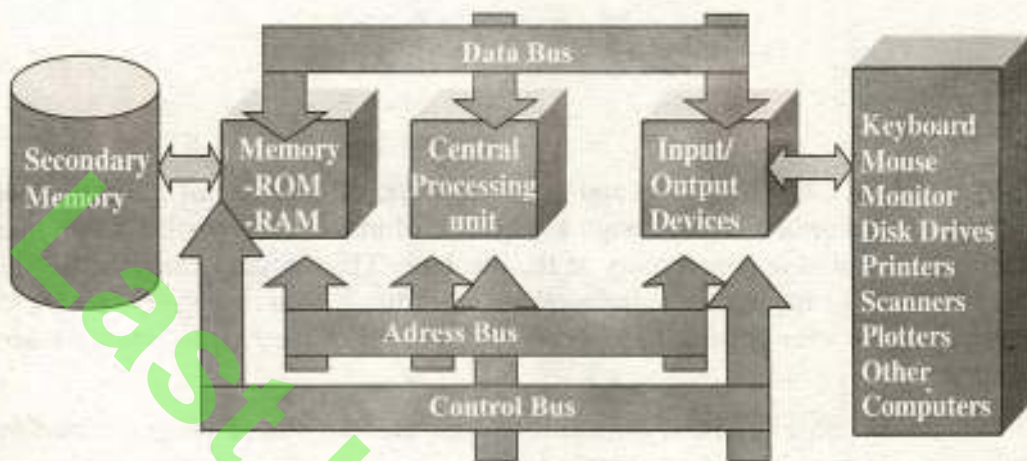 Data Bus
Secondary
Memory
Memory
-ROM
-RAM
Central
Processing
unit
Input/
Output
Devices
Keyboard
Mouse
Monitor
Disk Drives
Printers
Scanners
Plotters
Other
Computers
Adress Bus
Control Bus
Last